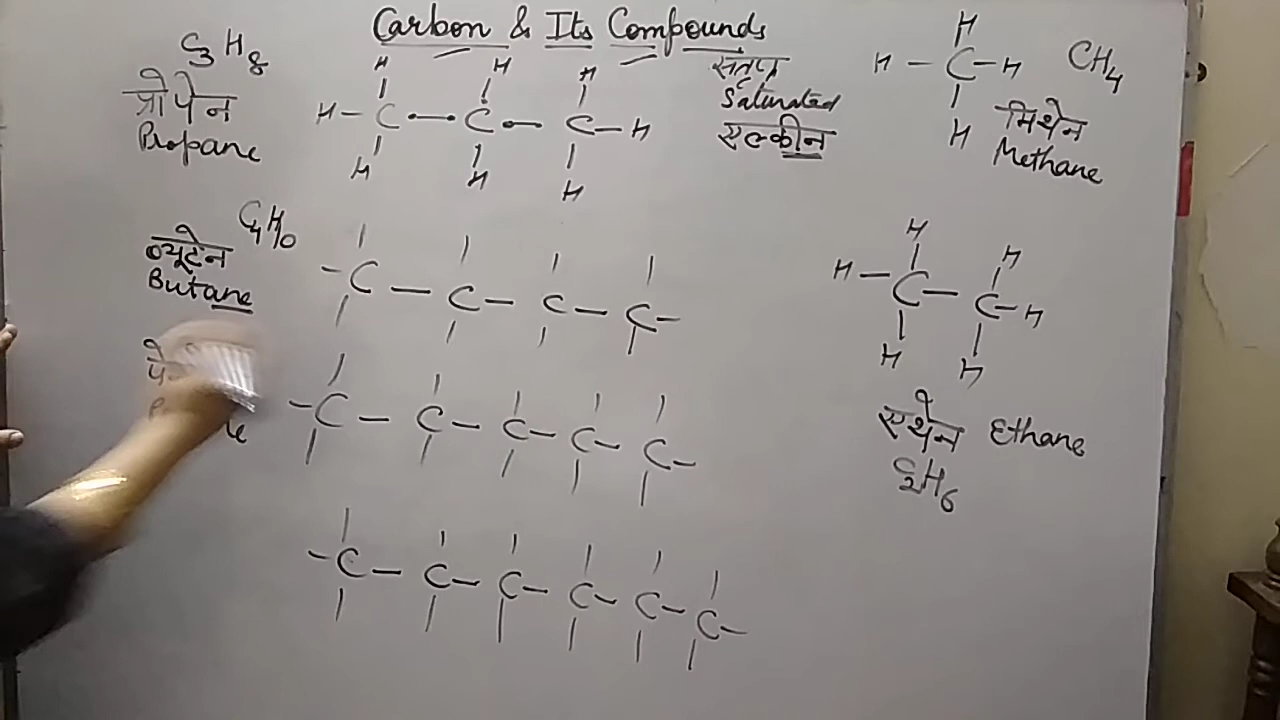 Carbon & Its Compounds
C3H8
प्रोपेन
Propane
H H H
H – C – C – C – H
H H H
संतृप्त
Saturated
एल्कीन
H
H – C – H
H
CH4
मिथेन
Methane
C4H10
ब्यूटेन
Butane
– C – C – C – C –
H H
H – C – C – H
H H
एथेन Ethane
C2H6
– C – C – C – C – C –
– C – C – C – C – C – C –